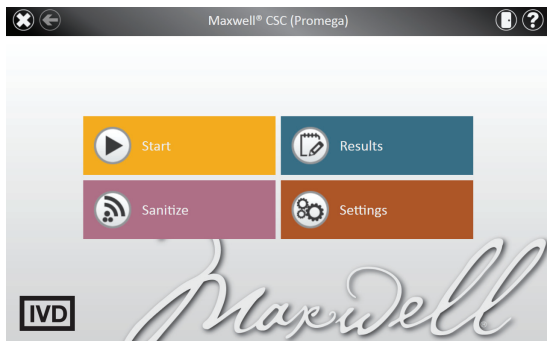 Maxwell® CSC (Promega)
?
Start
Results
Sanitize
Settings
IVD
Maxwell